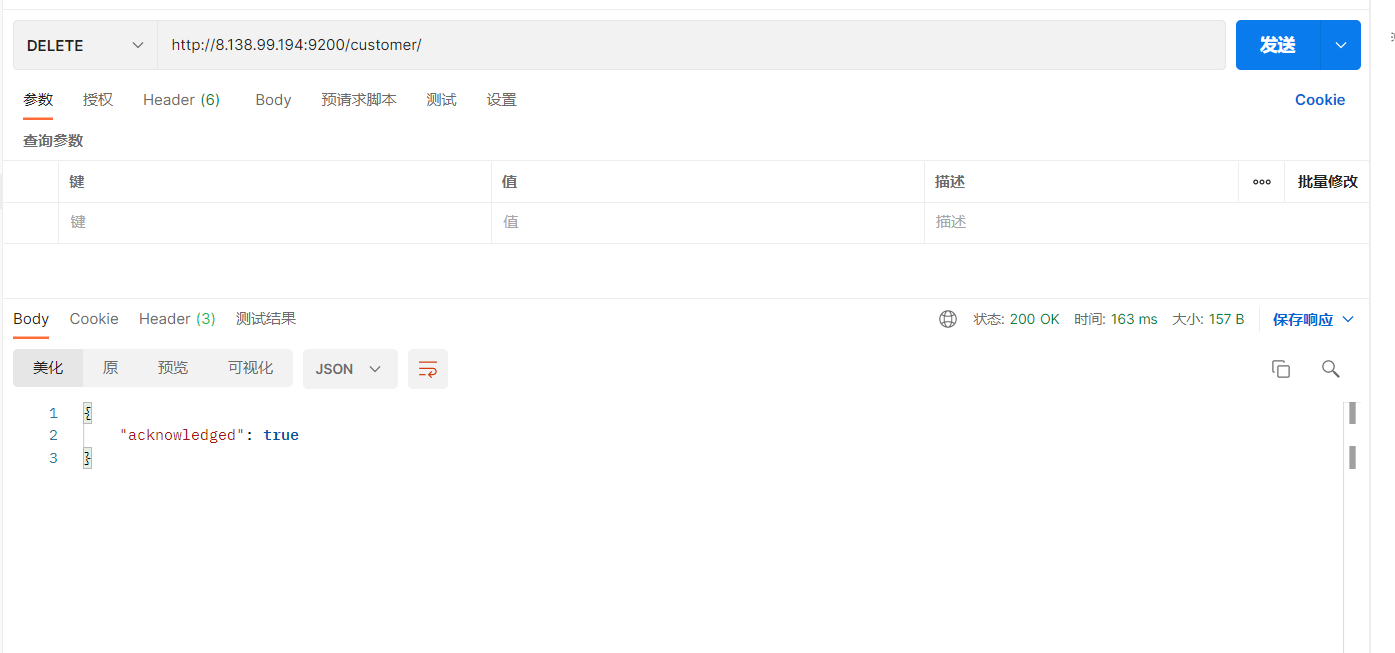 DELETE http://8.138.99.194:9200/customer/ 发送
参数 授权 Header (6) Body 预请求脚本 测试 设置 Cookie
查询参数
键 值 描述 ooo 批量修改
键 值 描述
Body Cookie Header (3) 测试结果 状态: 200 OK 时间: 163 ms 大小: 157 B 保存响应
美化 原 预览 可视化 JSON
1 {
2 "acknowledged": true
3 }